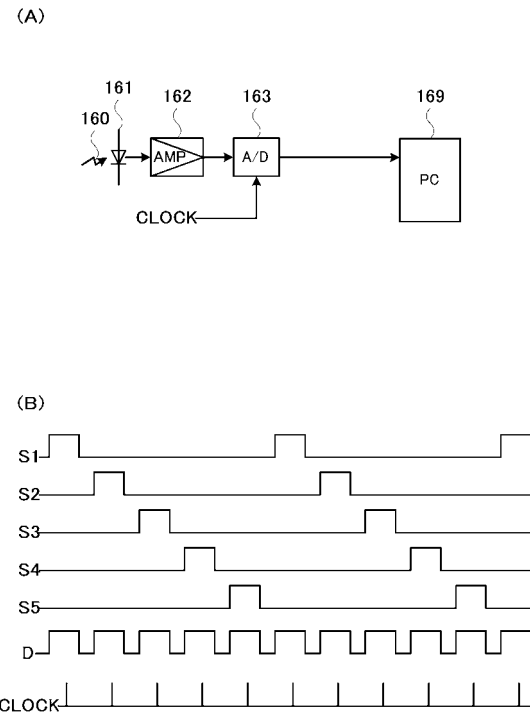 (A)
161
162
163
169
160
AMP
A/D
PC
CLOCK
(B)
S1
S2
S3
S4
S5
D
CLOCK